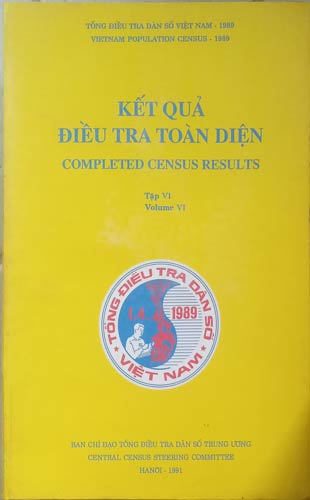 TỔNG ĐIỀU TRA DÂN SỐ VIỆT NAM - 1989
VIETNAM POPULATION CENSUS - 1989
KẾT QUẢ
ĐIỀU TRA TOÀN DIỆN
COMPLETED CENSUS RESULTS
Tập VI
Volume VI
TỔNG ĐIỀU TRA DÂN SỐ
1.4 1989
VIỆT NAM
BAN CHỈ ĐẠO TỔNG ĐIỀU TRA DÂN SỐ TRUNG ƯƠNG
CENTRAL CENSUS STEERING COMMITTEE
HANOI - 1991